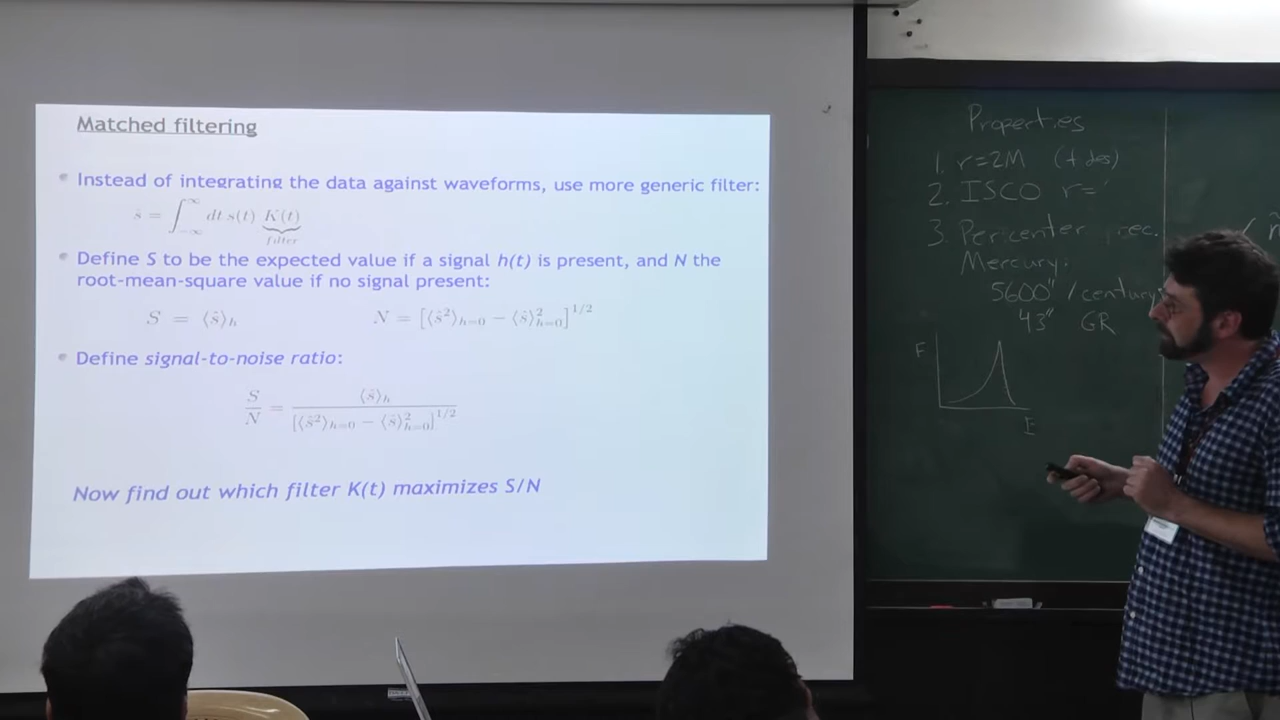 Matched filtering
Instead of integrating the data against waveforms, use more generic filter:
ŝ = ∫_{-∞}^{∞} dt s(t) K(t)
filter
Define S to be the expected value if a signal h(t) is present, and N the
root-mean-square value if no signal present:
S = ⟨ŝ⟩_h N = [⟨ŝ²⟩_{h=0} − ⟨ŝ⟩²_{h=0}]^{1/2}
Define signal-to-noise ratio:
S/N = ⟨ŝ⟩_h / [⟨ŝ²⟩_{h=0} − ⟨ŝ⟩²_{h=0}]^{1/2}
Now find out which filter K(t) maximizes S/N
Properties
1. r=2M
2. ISCO r=
3. Pericenter
Mercury:
5600" /century
43" GR
F
E